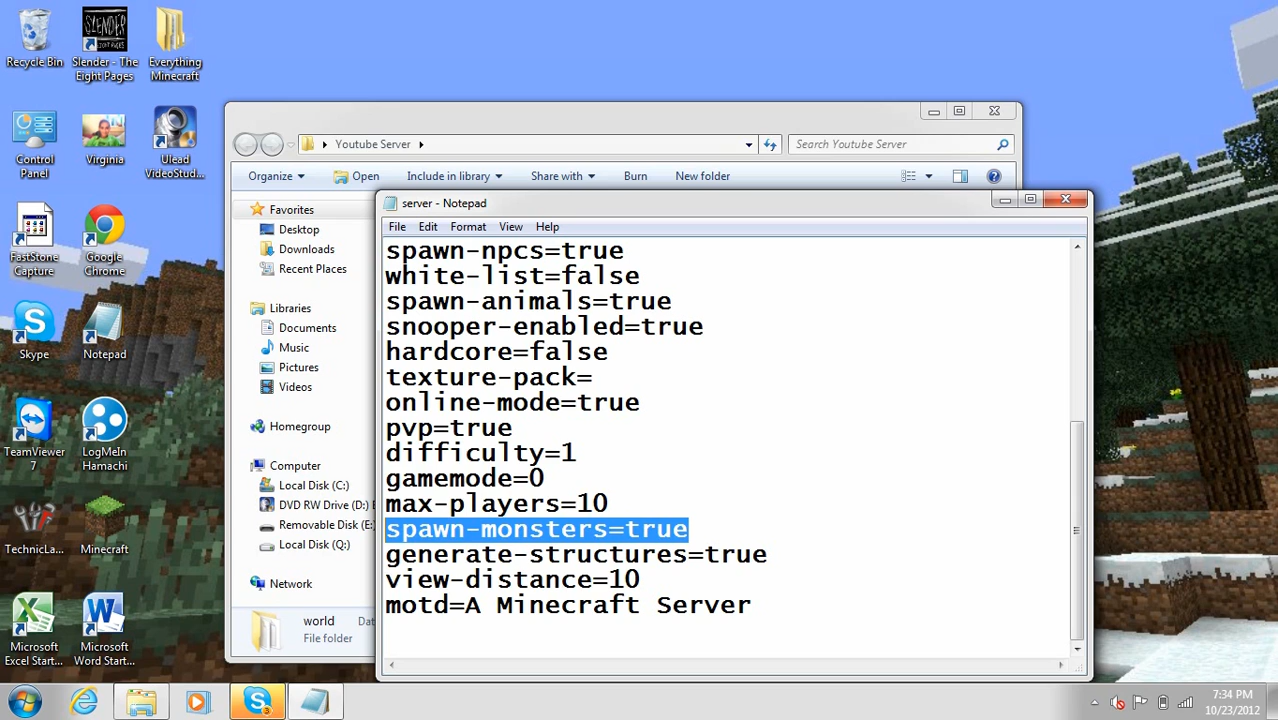 Recycle Bin
SLENDER
Slender - The
Eight Pages
Everything
Minecraft
Control
Panel
Virginia
Ulead
VideoStud...
FastStone
Capture
Google
Chrome
Skype
Notepad
TeamViewer
7
LogMeIn
Hamachi
TechnicLa...
Minecraft
Microsoft
Excel Start...
Microsoft
Word Start...
Youtube Server
Search Youtube Server
Organize
Open
Include in library
Share with
Burn
New folder
Favorites
Desktop
Downloads
Recent Places
Libraries
Documents
Music
Pictures
Videos
Homegroup
Computer
Local Disk (C:)
DVD RW Drive (D:)
Removable Disk (E:
Local Disk (Q:)
Network
world
Dat
File folder
server - Notepad
File Edit Format View Help
spawn-npcs=true
white-list=false
spawn-animals=true
snooper-enabled=true
hardcore=false
texture-pack=
online-mode=true
pvp=true
difficulty=1
gamemode=0
max-players=10
spawn-monsters=true
generate-structures=true
view-distance=10
motd=A Minecraft Server
7:34 PM
10/23/2012